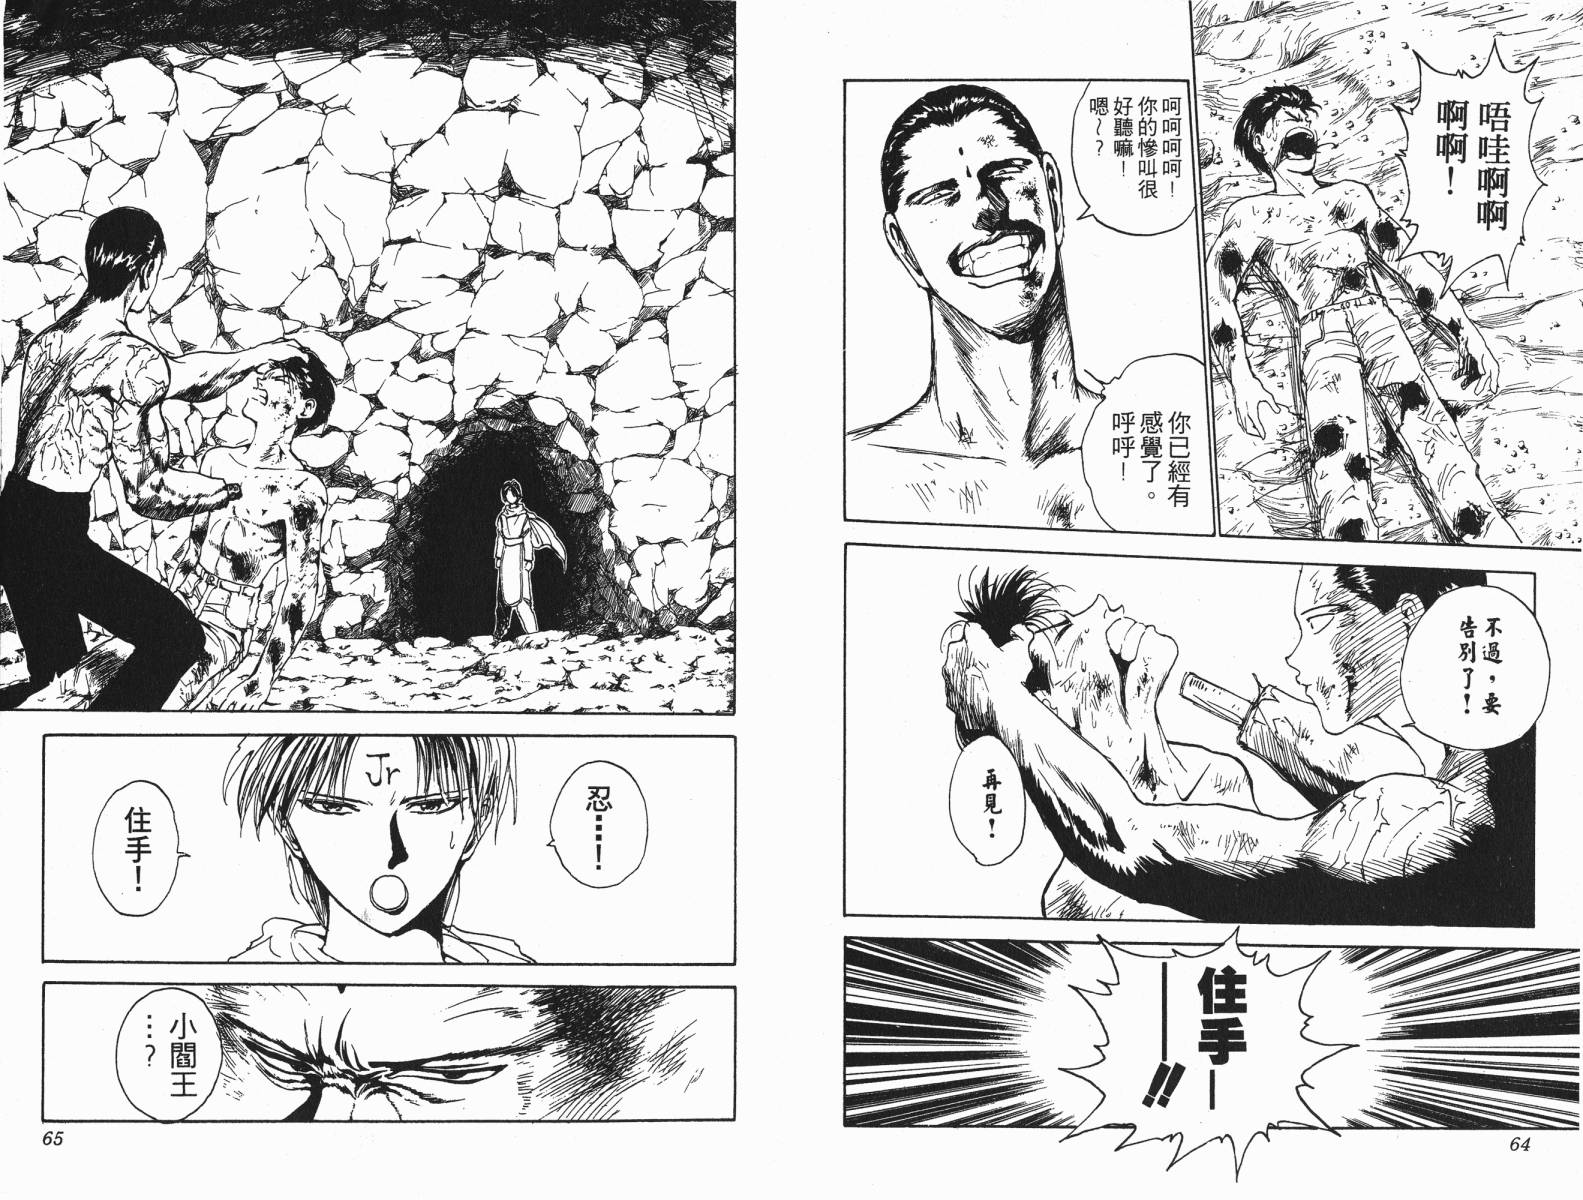 唔哇啊啊
啊啊！
呵呵呵呵！
你的慘叫很
好聽嘛！
嗯~？
你已經有
感覺了。
呼呼！
不過，要
告別了！
再見！
住手—
—!!
64
Jr
忍……！
住手！
小閻王
…？
65